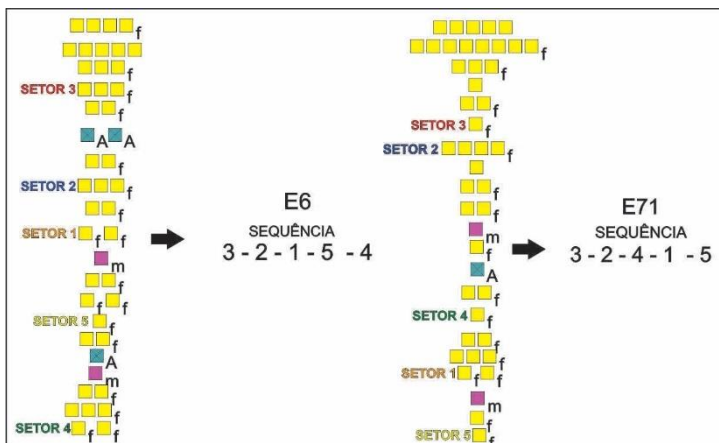 f
f
SETOR 3 f
f
A A
f
SETOR 2 f
f
SETOR 1 f f
m
f
f f
SETOR 5 f
f
A
m
f
f
SETOR 4 f f
E6
SEQUÊNCIA
3 - 2 - 1 - 5 - 4
f
f
f
SETOR 3 f
SETOR 2 f
f
f
m
f
A
f
SETOR 4 f
f
f
SETOR 1 f f
m
f
SETOR 5 f
E71
SEQUÊNCIA
3 - 2 - 4 - 1 - 5